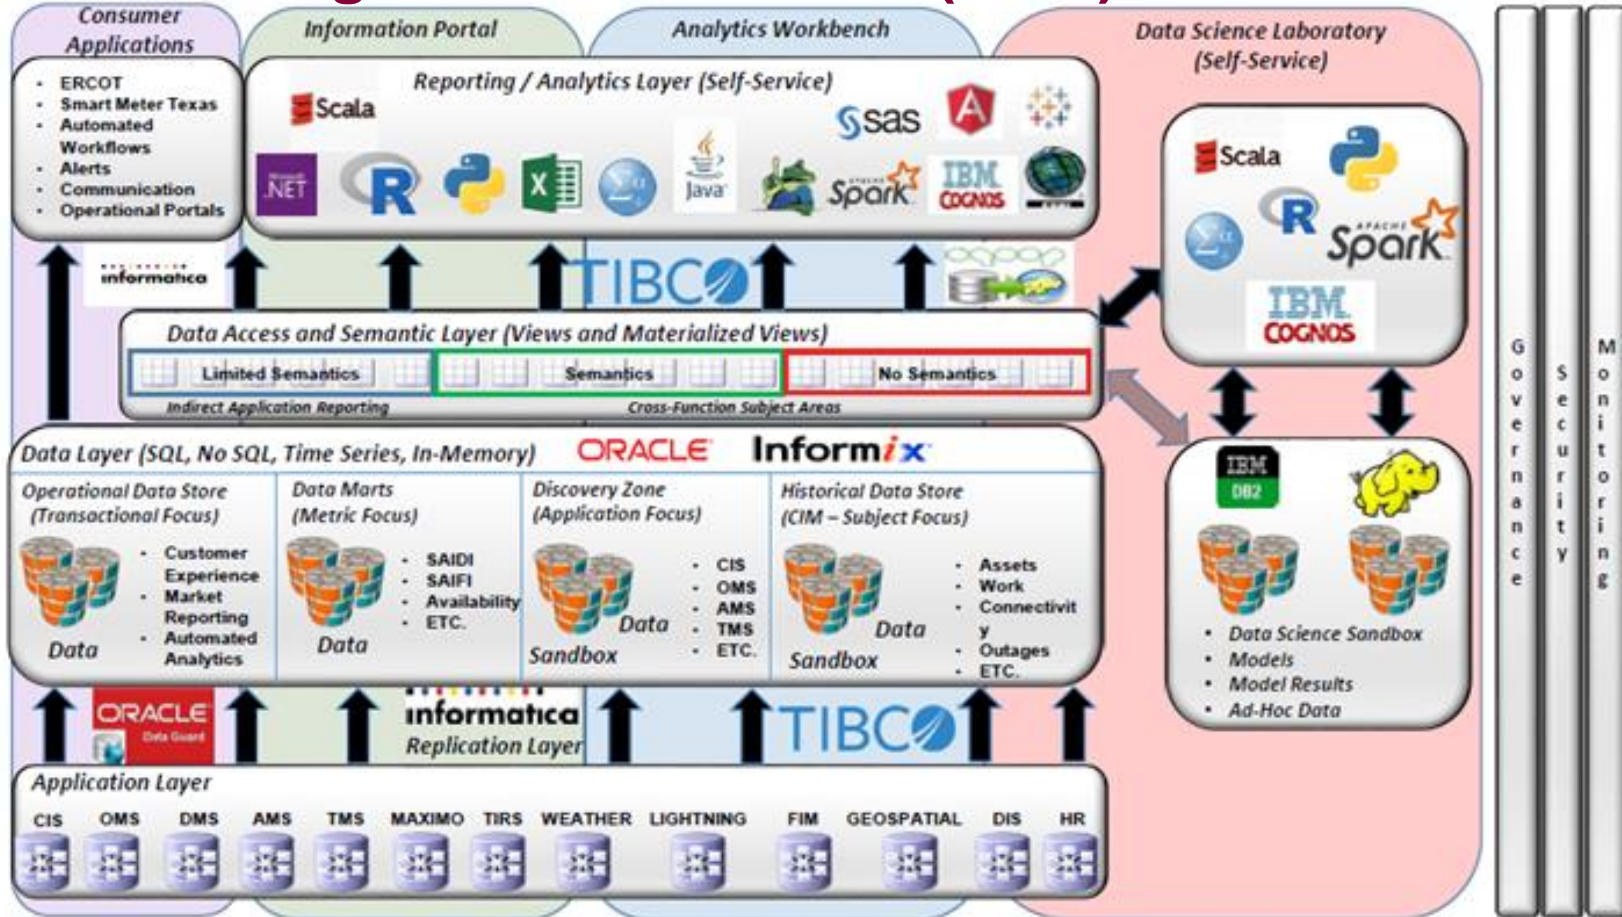 Consumer
Applications
Information Portal
Analytics Workbench
Data Science Laboratory
(Self-Service)
ERCOT
Smart Meter Texas
Automated
Workflows
Alerts
Communication
Operational Portals
Reporting / Analytics Layer (Self-Service)
Scala
sas
Microsoft
.NET
R
X
Java
APACHE
Spark
IBM
COGNOS
Scala
R
APACHE
Spark
IBM
COGNOS
informatica
TIBCO
Data Access and Semantic Layer (Views and Materialized Views)
Limited Semantics
Semantics
No Semantics
Indirect Application Reporting
Cross-Function Subject Areas
Data Layer (SQL, No SQL, Time Series, In-Memory)
ORACLE
Informix
Operational Data Store
(Transactional Focus)
Customer
Experience
Market
Reporting
Automated
Analytics
Data
Data Marts
(Metric Focus)
SAIDI
SAIFI
Availability
ETC.
Data
Discovery Zone
(Application Focus)
CIS
OMS
AMS
TMS
ETC.
Data
Sandbox
Historical Data Store
(CIM – Subject Focus)
Assets
Work
Connectivit
y
Outages
ETC.
Data
Sandbox
IBM
DB2
Data Science Sandbox
Models
Model Results
Ad-Hoc Data
ORACLE
Data Guard
informatica
Replication Layer
TIBCO
Application Layer
CIS OMS DMS AMS TMS MAXIMO TIRS WEATHER LIGHTNING FIM GEOSPATIAL DIS HR
Governance
Security
Monitoring